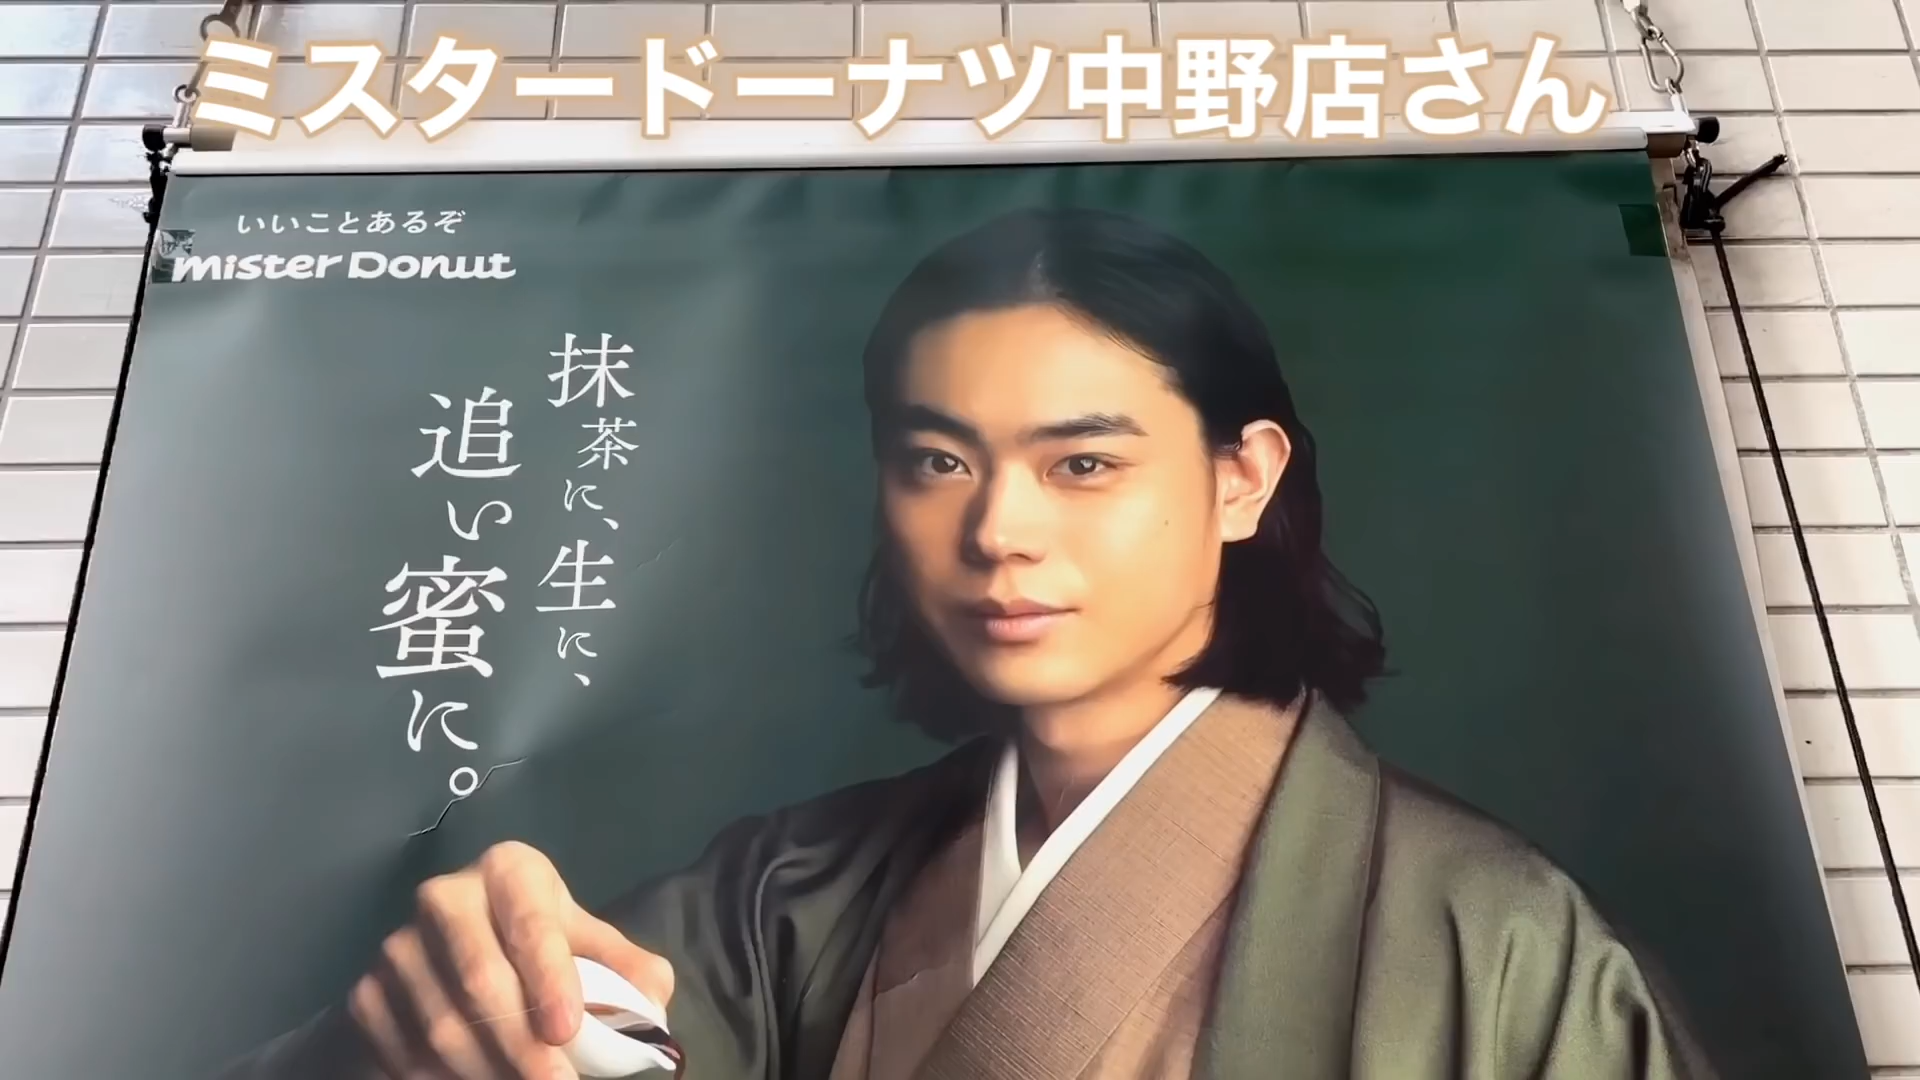 ミスタードーナツ中野店さん
いいことあるぞ
mister Donut
抹茶に、生に、
追い蜜に。